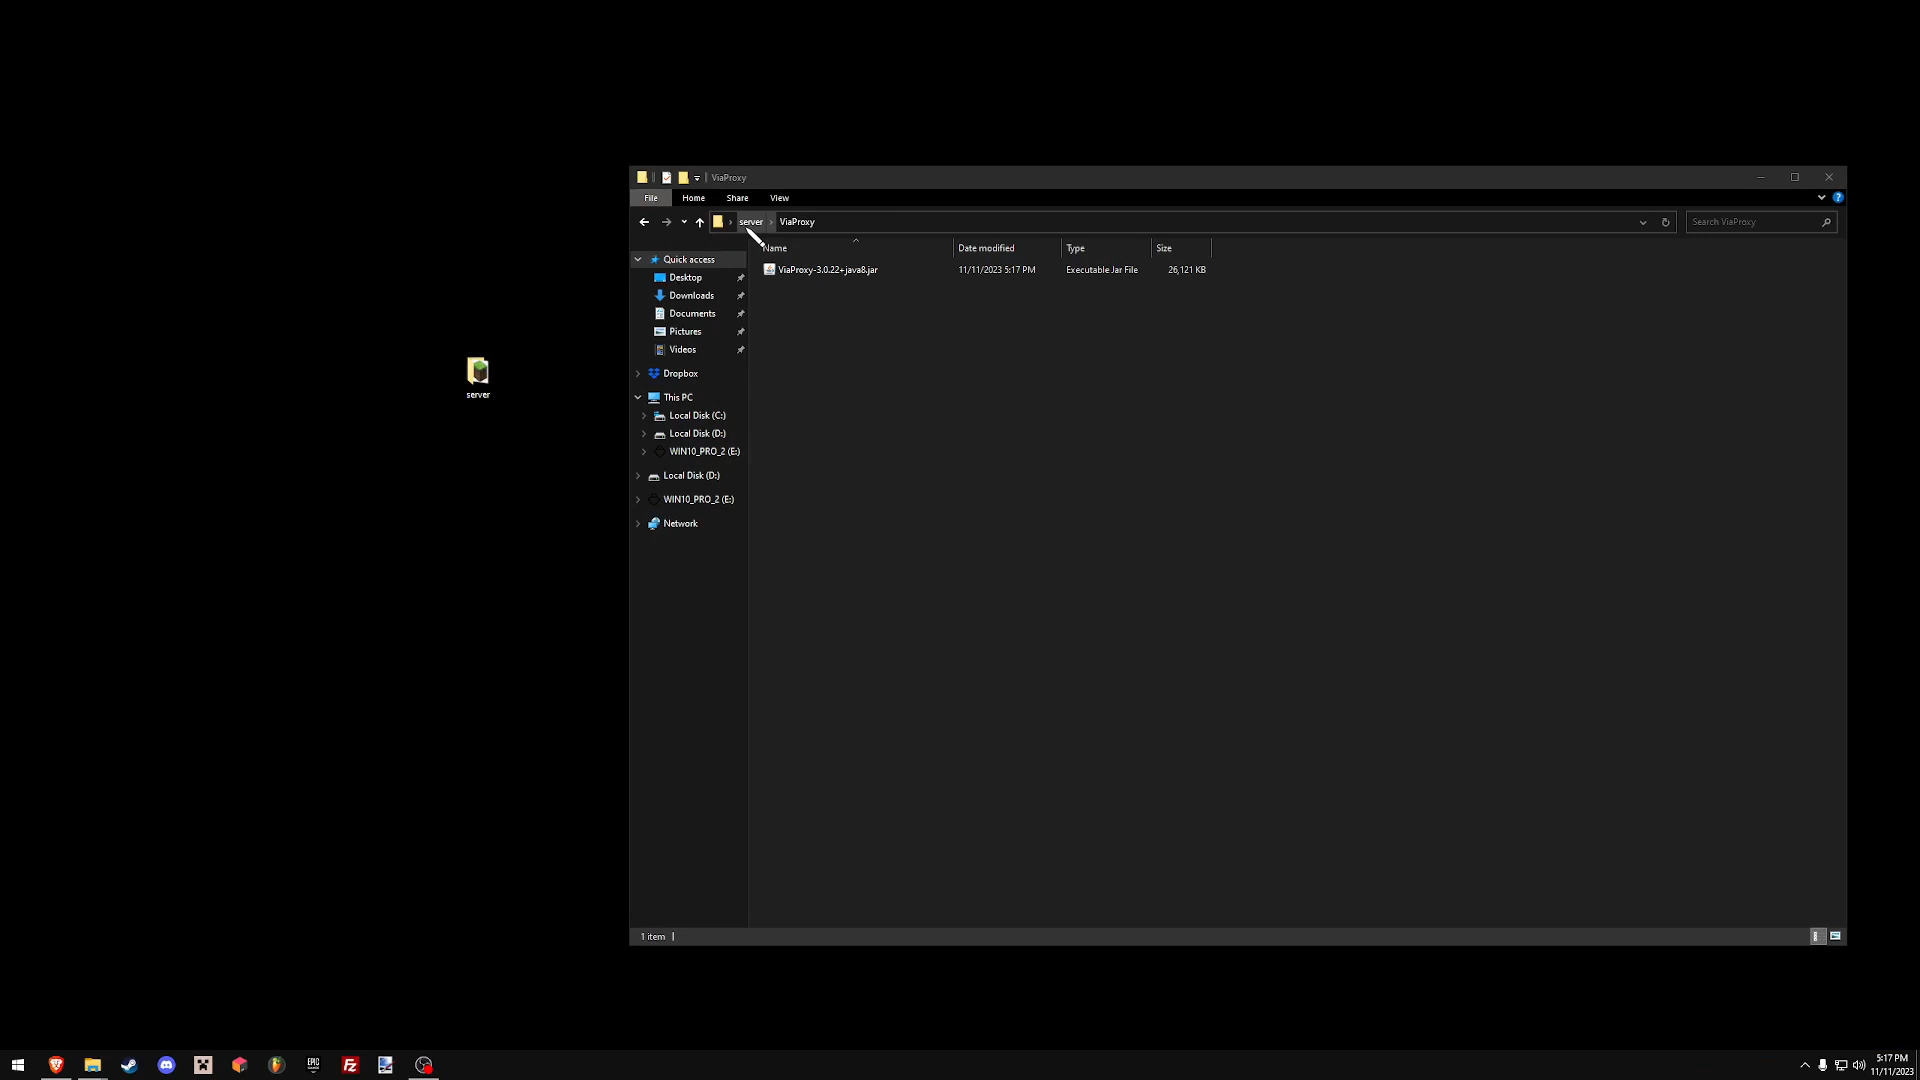 ViaProxy
File Home Share View
server ViaProxy
Search ViaProxy
Name Date modified Type Size
ViaProxy-3.0.22+java8.jar 11/11/2023 5:17 PM Executable Jar File 26,121 KB
Quick access
Desktop
Downloads
Documents
Pictures
Videos
Dropbox
This PC
Local Disk (C:)
Local Disk (D:)
WIN10_PRO_2 (E:)
Local Disk (D:)
WIN10_PRO_2 (E:)
Network
server
1 item
EPIC
GAMES
FZ
5:17 PM
11/11/2023